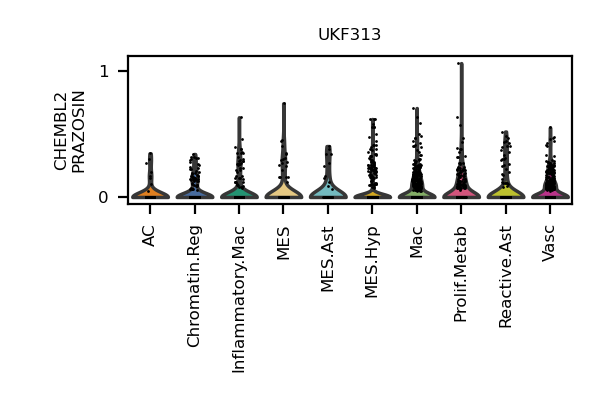 UKF313
CHEMBL2
PRAZOSIN
1
0
AC
Chromatin.Reg
Inflammatory.Mac
MES
MES.Ast
MES.Hyp
Mac
Prolif.Metab
Reactive.Ast
Vasc